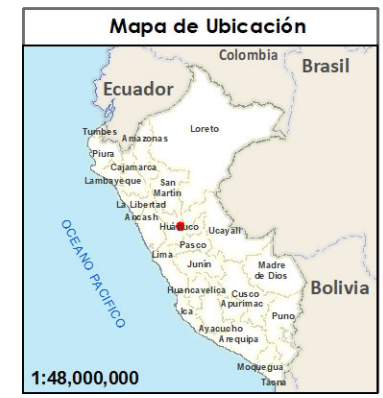 Mapa de Ubicación
Colombia
Brasil
Ecuador
Loreto
Tumbes
Amazonas
Piura
Cajamarca
Lambayeque
San
Martín
La Libertad
Ancash
Huánuco
Ucayali
Pasco
Lima
Junín
Madre
de Dios
OCEANO PACIFICO
Huancavelica
Cusco
Apurimac
Bolivia
Ica
Puno
Ayacucho
Arequipa
Moquegua
Tacna
1:48,000,000